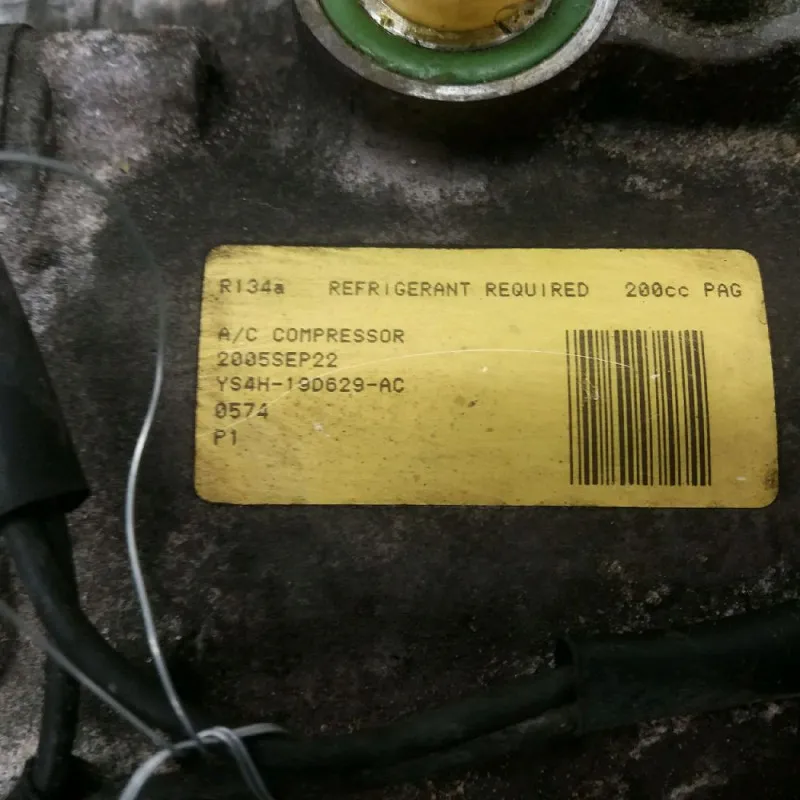 R134a REFRIGERANT REQUIRED 200cc PAG
A/C COMPRESSOR
2005SEP22
YS4H-19D629-AC
0574
P1